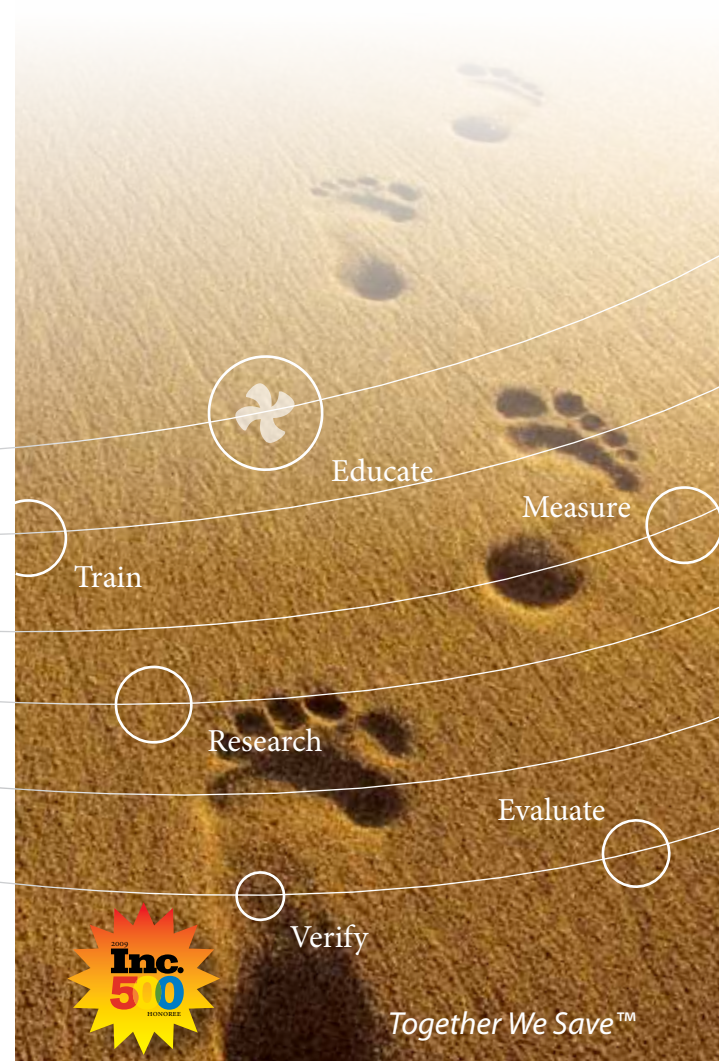 Educate
Measure
Train
Research
Evaluate
Verify
2009
Inc.
500
HONOREE
Together We Save™